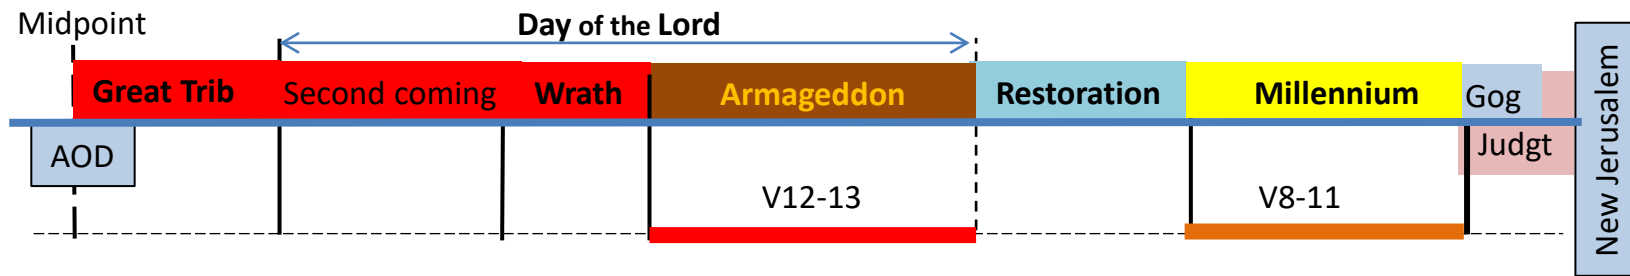 Midpoint
Day of the Lord
Great Trib
Second coming
Wrath
Armageddon
Restoration
Millennium
Gog
AOD
Judgt
V12-13
V8-11
New Jerusalem